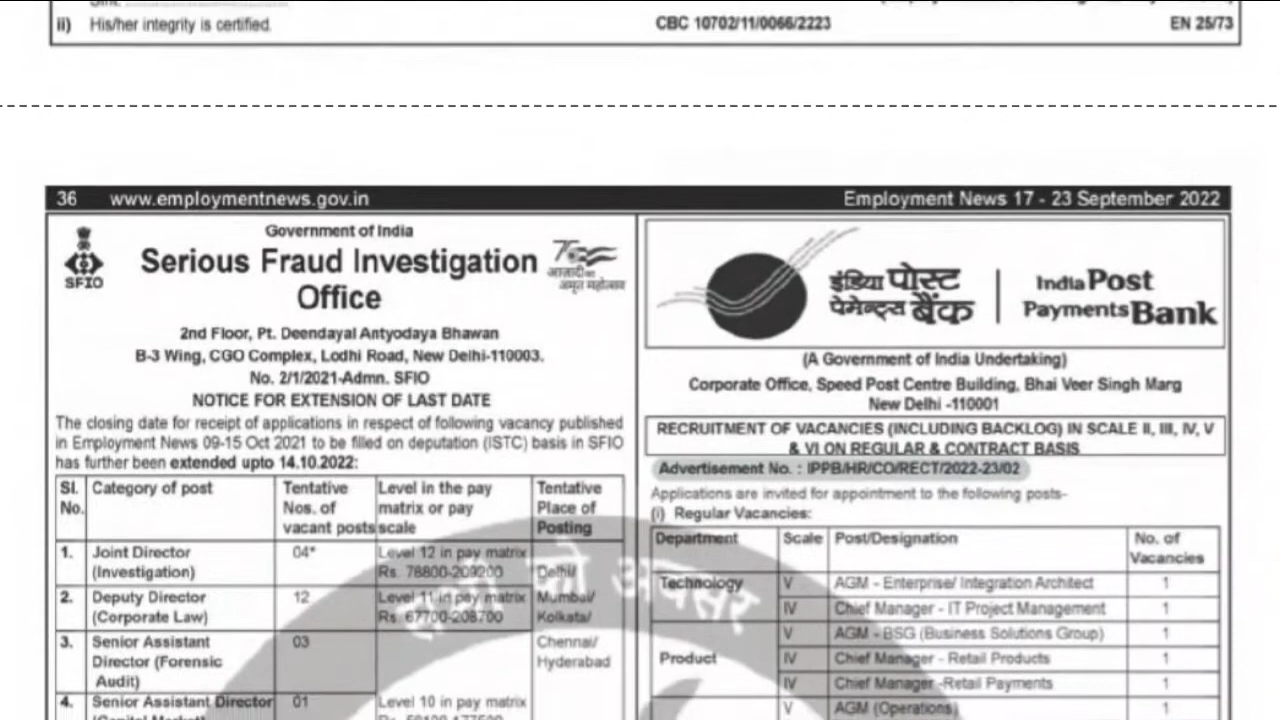 ii) His/her integrity is certified.
CBC 10702/11/0066/2223 EN 25/73
36 www.employmentnews.gov.in Employment News 17 - 23 September 2022
SFIO
Government of India
Serious Fraud Investigation
Office
आज़ादी का
अमृत महोत्सव
2nd Floor, Pt. Deendayal Antyodaya Bhawan
B-3 Wing, CGO Complex, Lodhi Road, New Delhi-110003.
No. 2/1/2021-Admn. SFIO
NOTICE FOR EXTENSION OF LAST DATE
The closing date for receipt of applications in respect of following vacancy published
in Employment News 09-15 Oct 2021 to be filled on deputation (ISTC) basis in SFIO
has further been extended upto 14.10.2022:
Sl. No. Category of post Tentative Nos. of vacant posts Level in the pay matrix or pay scale Tentative Place of Posting
1. Joint Director (Investigation) 04* Level 12 in pay matrix Rs. 78800-209200 Delhi/
2. Deputy Director (Corporate Law) 12 Level 11 in pay matrix Rs. 67700-208700 Mumbai/ Kolkata/
3. Senior Assistant Director (Forensic Audit) 03 Chennai/ Hyderabad
4. Senior Assistant Director 01 Level 10 in pay matrix
इंडिया पोस्ट
पेमेन्ट्स बैंक
India Post
Payments Bank
(A Government of India Undertaking)
Corporate Office, Speed Post Centre Building, Bhai Veer Singh Marg
New Delhi -110001
RECRUITMENT OF VACANCIES (INCLUDING BACKLOG) IN SCALE II, III, IV, V
& VI ON REGULAR & CONTRACT BASIS
Advertisement No. : IPPB/HR/CO/RECT/2022-23/02
Applications are invited for appointment to the following posts-
(i) Regular Vacancies:
Department Scale Post/Designation No. of Vacancies
Technology V AGM - Enterprise/ Integration Architect 1
IV Chief Manager - IT Project Management 1
V AGM - BSG (Business Solutions Group) 1
Product IV Chief Manager - Retail Products 1
IV Chief Manager -Retail Payments 1
V AGM (Operations) 1